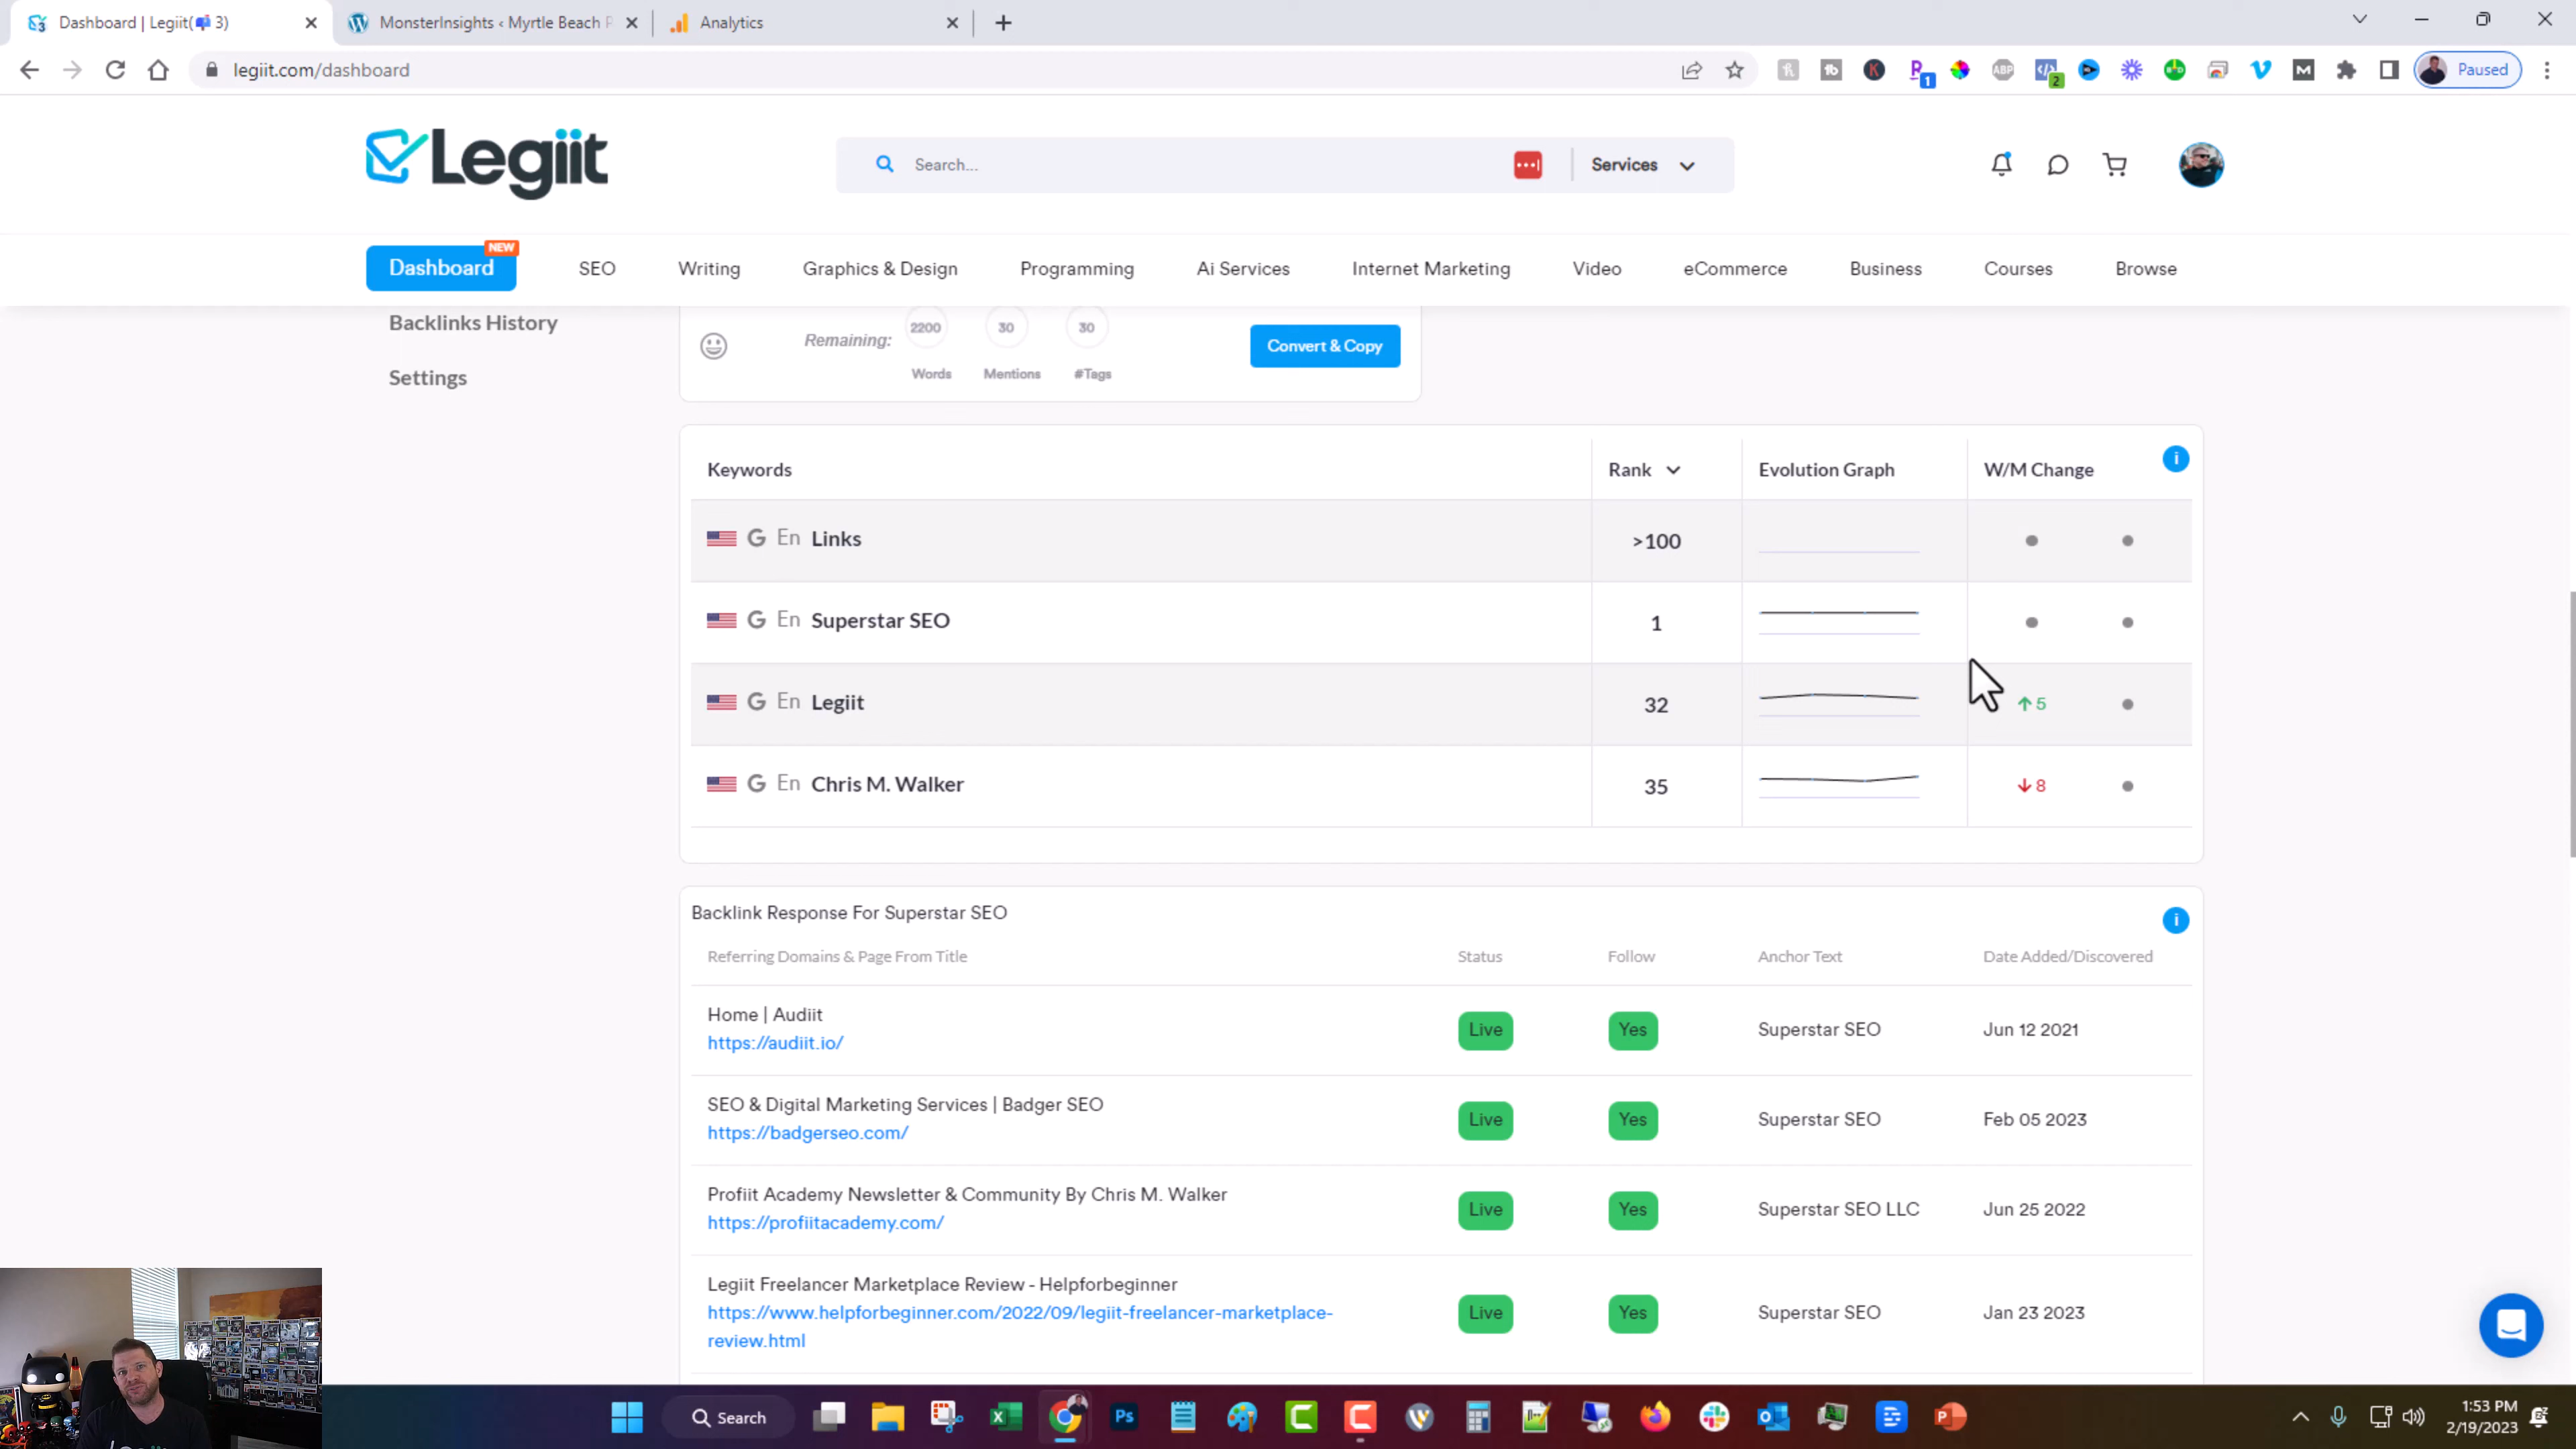 Dashboard | Legiit(📫 3)
MonsterInsights ‹ Myrtle Beach P
Analytics
legiit.com/dashboard
1
ABP
2
Paused
Legiit
Search...
Services
Dashboard
NEW
SEO
Writing
Graphics & Design
Programming
Ai Services
Internet Marketing
Video
eCommerce
Business
Courses
Browse
Backlinks History
Settings
Remaining:
2200
30
30
Words
Mentions
#Tags
Convert & Copy
Keywords Rank Evolution Graph W/M Change
G En Links >100
G En Superstar SEO 1
G En Legiit 32 5
G En Chris M. Walker 35 8
Backlink Response For Superstar SEO
Referring Domains & Page From Title Status Follow Anchor Text Date Added/Discovered
Home | Audiit
https://audiit.io/
Live Yes Superstar SEO Jun 12 2021
SEO & Digital Marketing Services | Badger SEO
https://badgerseo.com/
Live Yes Superstar SEO Feb 05 2023
Profiit Academy Newsletter & Community By Chris M. Walker
https://profiitacademy.com/
Live Yes Superstar SEO LLC Jun 25 2022
Legiit Freelancer Marketplace Review - Helpforbeginner
https://www.helpforbeginner.com/2022/09/legiit-freelancer-marketplace-
review.html
Live Yes Superstar SEO Jan 23 2023
Search
Ps
1:53 PM
2/19/2023